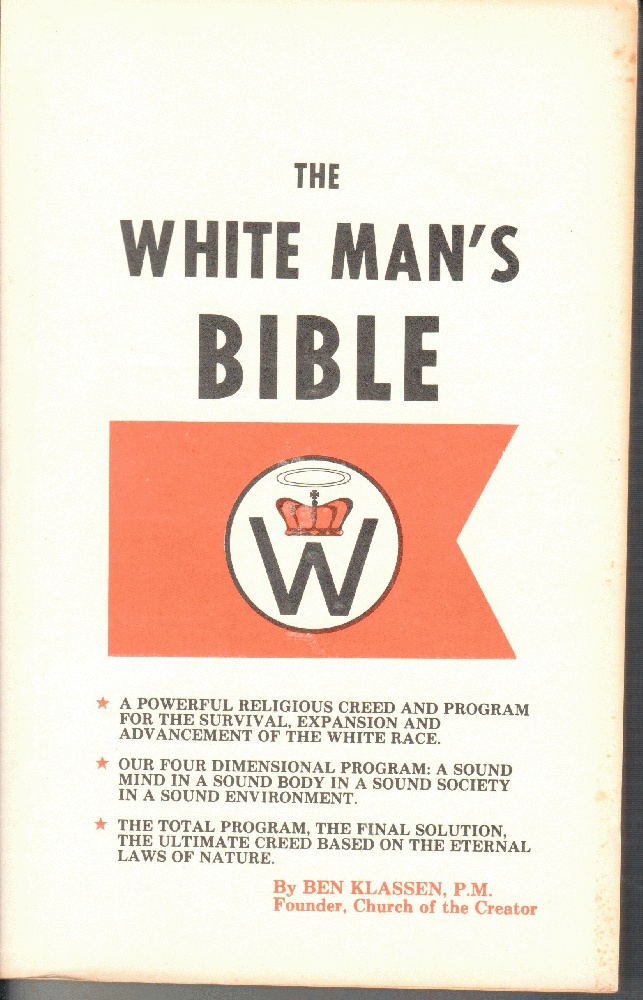 THE
WHITE MAN'S
BIBLE
W
★ A POWERFUL RELIGIOUS CREED AND PROGRAM
FOR THE SURVIVAL, EXPANSION AND
ADVANCEMENT OF THE WHITE RACE.
★ OUR FOUR DIMENSIONAL PROGRAM: A SOUND
MIND IN A SOUND BODY IN A SOUND SOCIETY
IN A SOUND ENVIRONMENT.
★ THE TOTAL PROGRAM, THE FINAL SOLUTION,
THE ULTIMATE CREED BASED ON THE ETERNAL
LAWS OF NATURE.
By BEN KLASSEN, P.M.
Founder, Church of the Creator